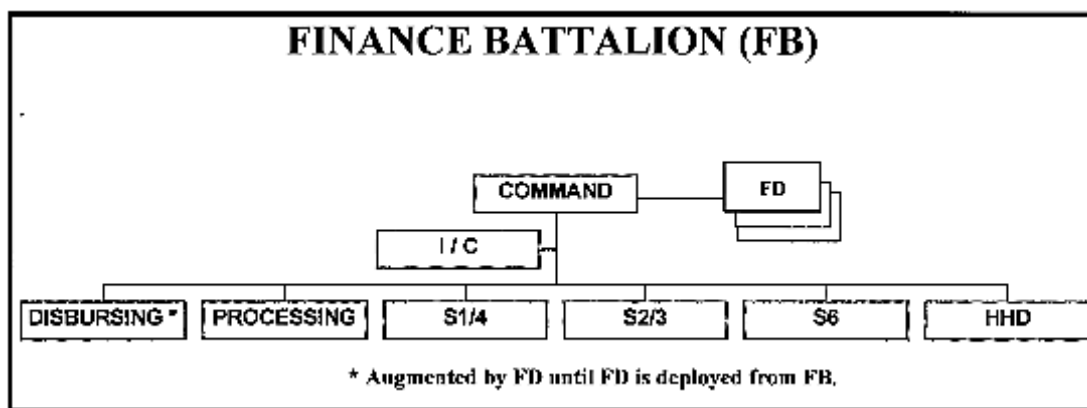 FINANCE BATTALION (FB)
COMMAND
FD
I / C
DISBURSING *
PROCESSING
S1/4
S2/3
S6
HHD
* Augmented by FD until FD is deployed from FB.